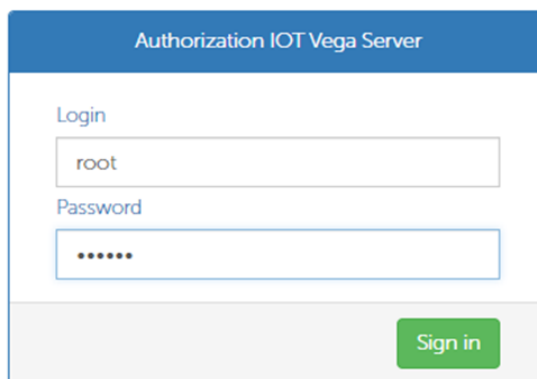 Authorization IOT Vega Server
Login
root
Password
••••••
Sign in